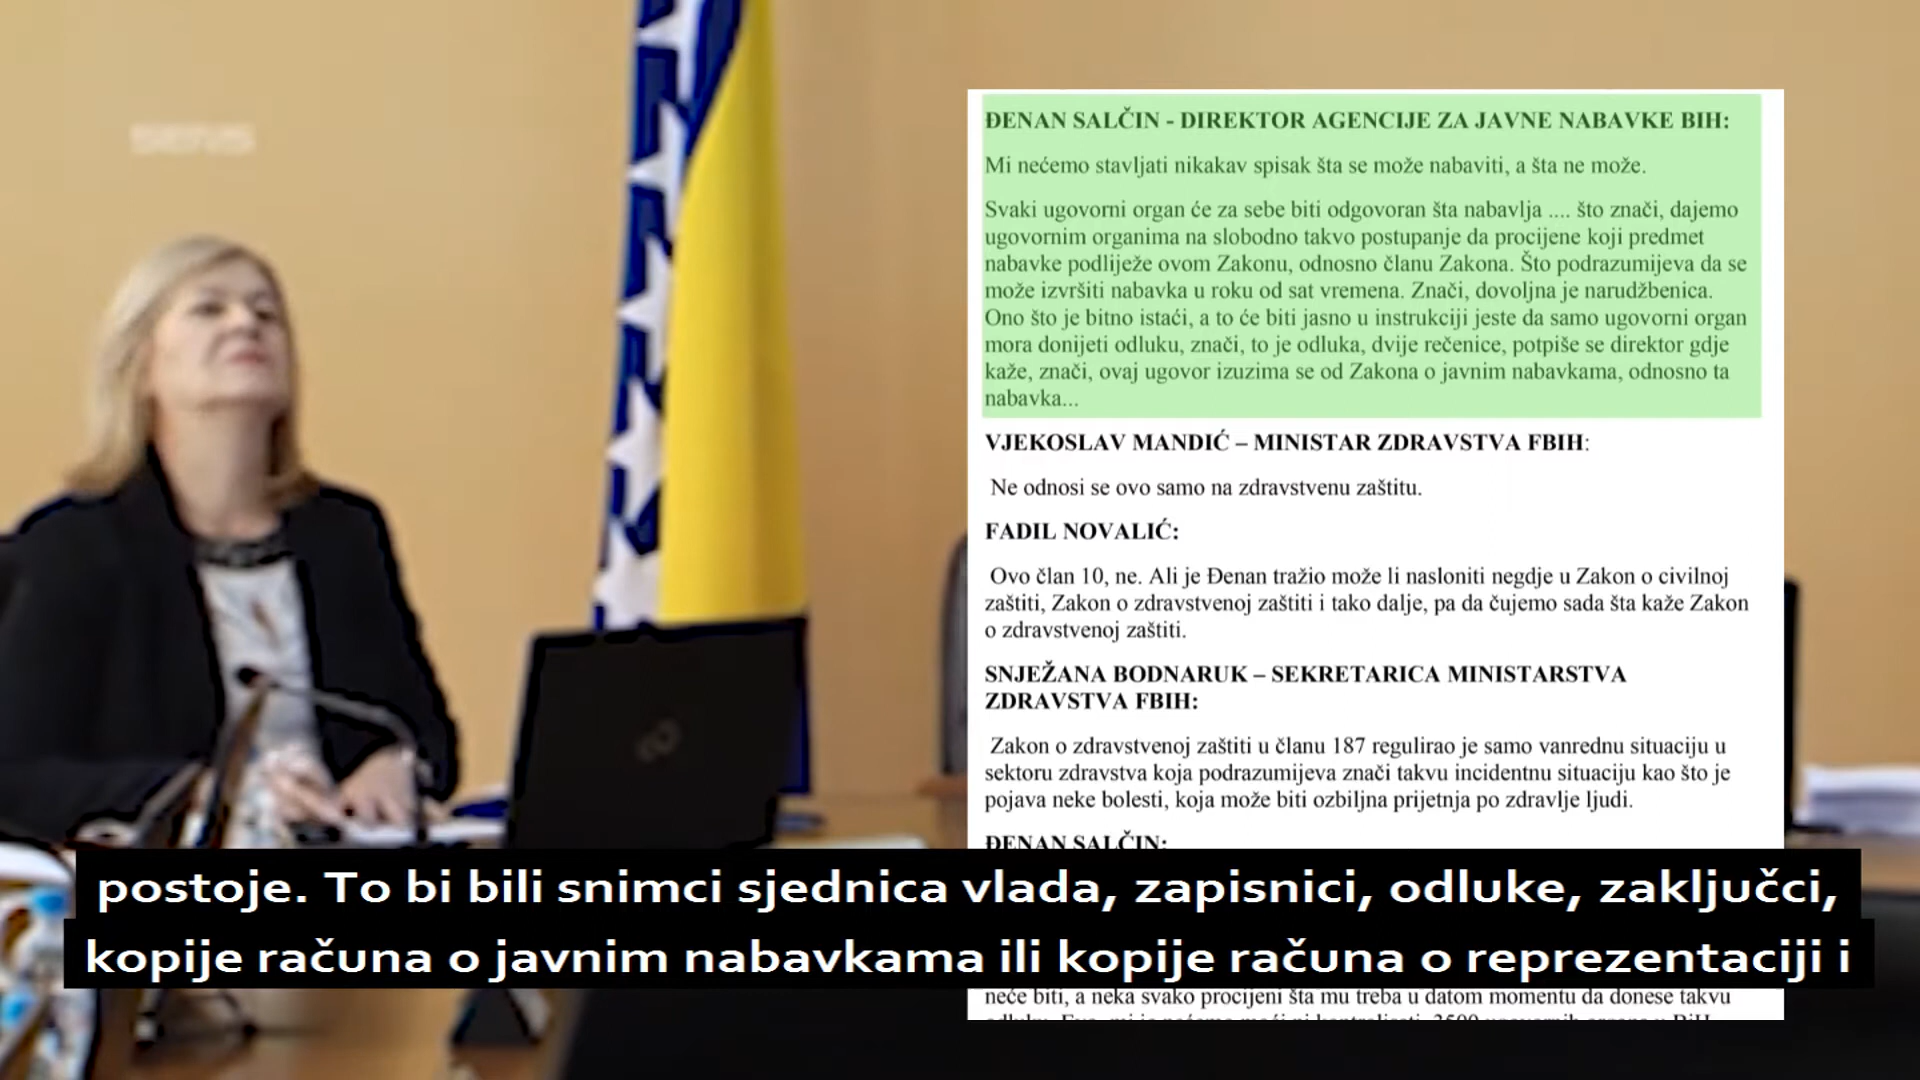 ĐENAN SALČIN - DIREKTOR AGENCIJE ZA JAVNE NABAVKE BIH:
Mi nećemo stavljati nikakav spisak šta se može nabaviti, a šta ne može.
Svaki ugovorni organ će za sebe biti odgovoran šta nabavlja .... što znači, dajemo
ugovornim organima na slobodno takvo postupanje da procijene koji predmet
nabavke podliježe ovom Zakonu, odnosno članu Zakona. Što podrazumijeva da se
može izvršiti nabavka u roku od sat vremena. Znači, dovoljna je narudžbenica.
Ono što je bitno istaći, a to će biti jasno u instrukciji jeste da samo ugovorni organ
mora donijeti odluku, znači, to je odluka, dvije rečenice, potpiše se direktor gdje
kaže, znači, ovaj ugovor izuzima se od Zakona o javnim nabavkama, odnosno ta
nabavka...
VJEKOSLAV MANDIĆ – MINISTAR ZDRAVSTVA FBIH:
Ne odnosi se ovo samo na zdravstvenu zaštitu.
FADIL NOVALIĆ:
Ovo član 10, ne. Ali je Đenan tražio može li nasloniti negdje u Zakon o civilnoj
zaštiti, Zakon o zdravstvenoj zaštiti i tako dalje, pa da čujemo sada šta kaže Zakon
o zdravstvenoj zaštiti.
SNJEŽANA BODNARUK – SEKRETARICA MINISTARSTVA
ZDRAVSTVA FBIH:
Zakon o zdravstvenoj zaštiti u članu 187 regulirao je samo vanrednu situaciju u
sektoru zdravstva koja podrazumijeva znači takvu incidentnu situaciju kao što je
pojava neke bolesti, koja može biti ozbiljna prijetnja po zdravlje ljudi.
ĐENAN SALČIN:
postoje. To bi bili snimci sjednica vlada, zapisnici, odluke, zaključci,
kopije računa o javnim nabavkama ili kopije računa o reprezentaciji i
neće biti, a neka svako procijeni šta mu treba u datom momentu da donese takvu